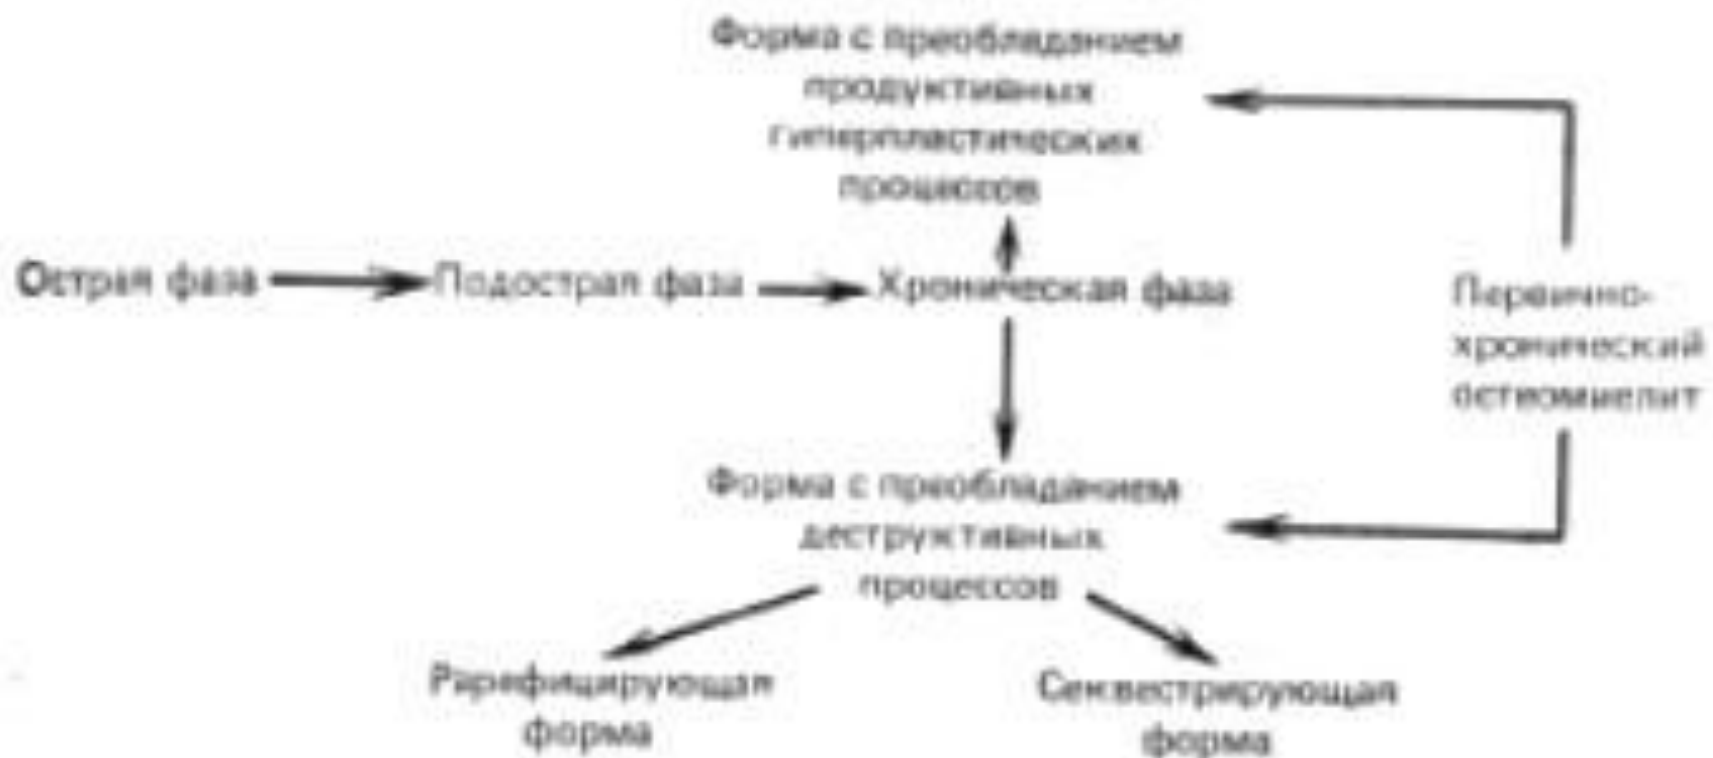 Форма с преобладанием
продуктивных
гиперпластических
процессов
Острая фаза
Подострая фаза
Хроническая фаза
Первично-
хронический
остеомиелит
Форма с преобладанием
деструктивных
процессов
Рарефицирующая
форма
Секвестрирующая
форма